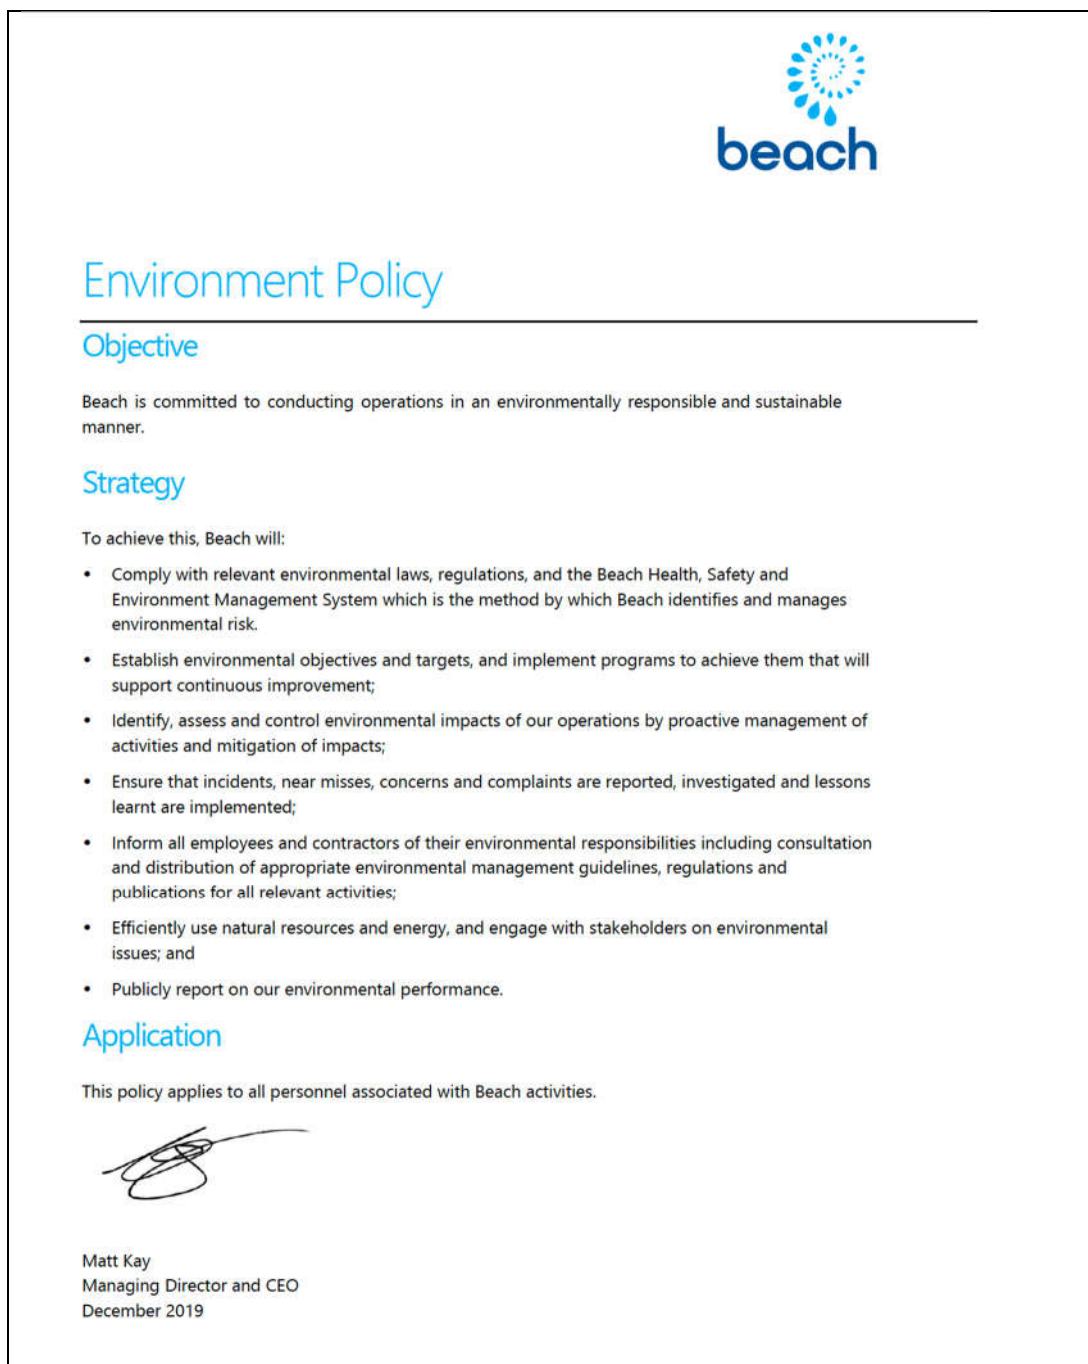 beach
Environment Policy
Objective
Beach is committed to conducting operations in an environmentally responsible and sustainable
manner.
Strategy
To achieve this, Beach will:
• Comply with relevant environmental laws, regulations, and the Beach Health, Safety and
Environment Management System which is the method by which Beach identifies and manages
environmental risk.
• Establish environmental objectives and targets, and implement programs to achieve them that will
support continuous improvement;
• Identify, assess and control environmental impacts of our operations by proactive management of
activities and mitigation of impacts;
• Ensure that incidents, near misses, concerns and complaints are reported, investigated and lessons
learnt are implemented;
• Inform all employees and contractors of their environmental responsibilities including consultation
and distribution of appropriate environmental management guidelines, regulations and
publications for all relevant activities;
• Efficiently use natural resources and energy, and engage with stakeholders on environmental
issues; and
• Publicly report on our environmental performance.
Application
This policy applies to all personnel associated with Beach activities.
Matt Kay
Managing Director and CEO
December 2019